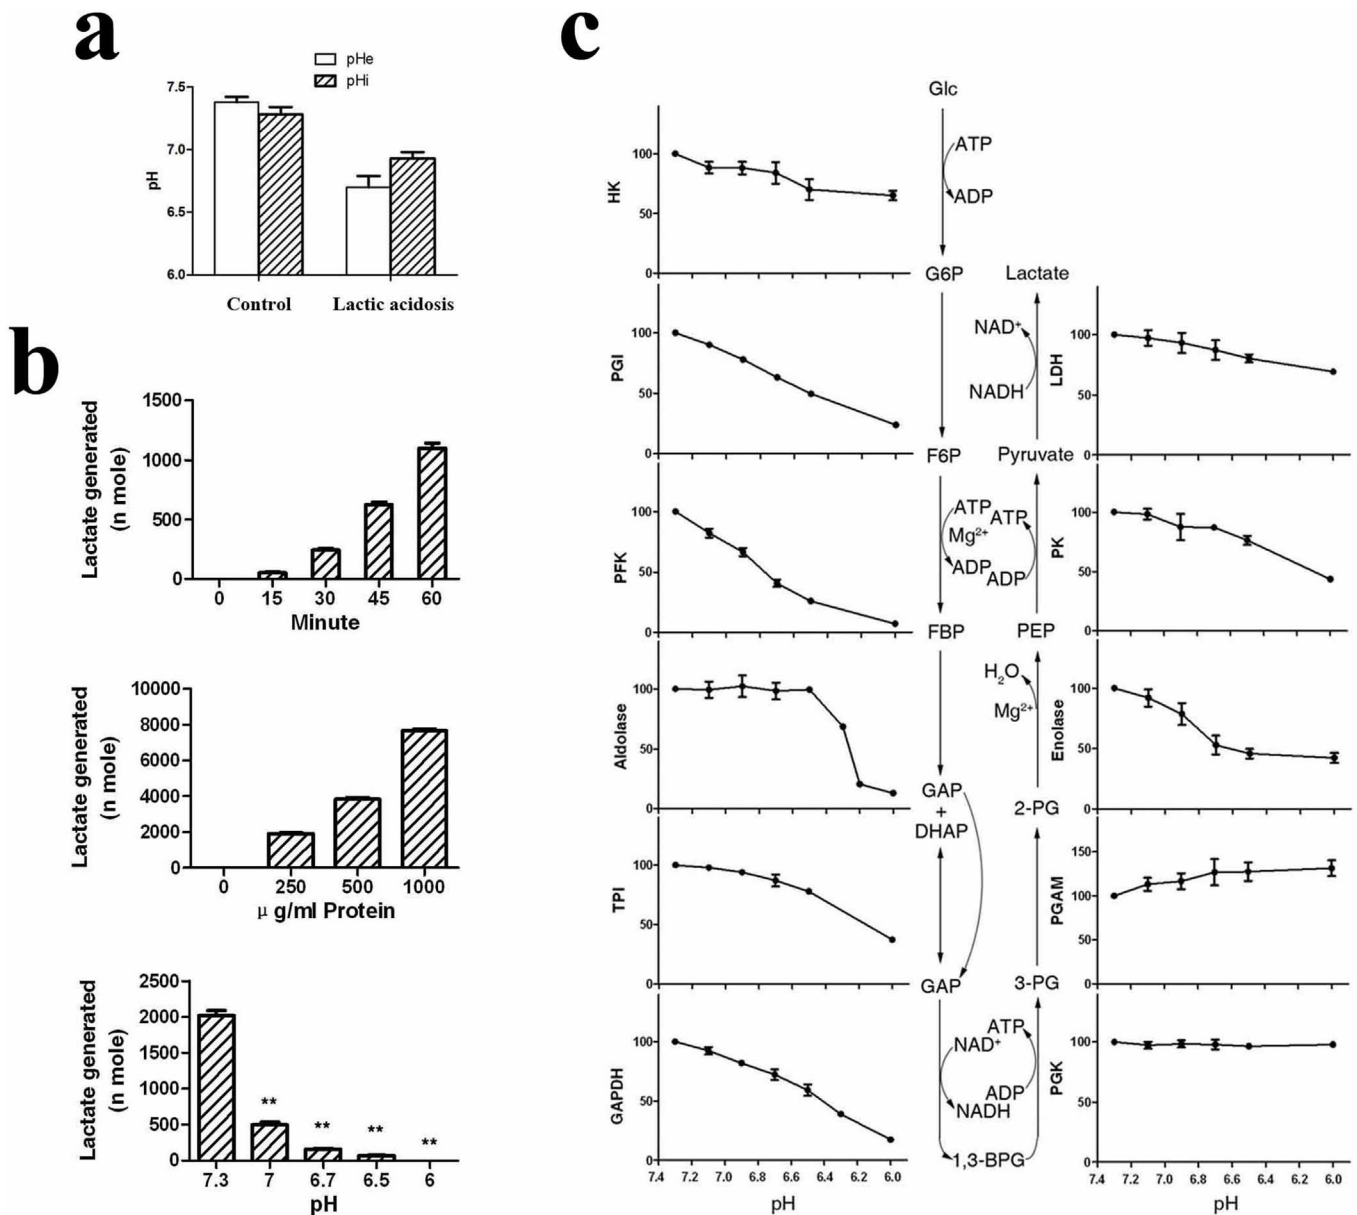 a
pHe
pHi
7.5
7.0
6.5
6.0
pH
Control
Lactic acidosis
b
Lactate generated
(n mole)
1500
1000
500
0
0 15 30 45 60
Minute
Lactate generated
(n mole)
10000
8000
6000
4000
2000
0
0 250 500 1000
μ g/ml Protein
Lactate generated
(n mole)
2500
2000
1500
1000
500
0
** ** ** **
7.3 7 6.7 6.5 6
pH
c
HK
100
50
0
PGI
100
50
0
PFK
100
50
0
Aldolase
100
50
0
TPI
100
50
0
GAPDH
100
50
0
7.4 7.2 7.0 6.8 6.6 6.4 6.2 6.0
pH
Glc
ATP
ADP
G6P
F6P
ATP
Mg2+
ADP
FBP
GAP
+
DHAP
GAP
NAD+
NADH
1,3-BPG
ATP
ADP
3-PG
2-PG
Mg2+
H2O
PEP
ADP
ATP
Pyruvate
NADH
NAD+
Lactate
LDH
100
50
0
PK
100
50
0
Enolase
100
50
0
PGAM
150
100
50
0
PGK
100
50
0
7.4 7.2 7.0 6.8 6.6 6.4 6.2 6.0
pH